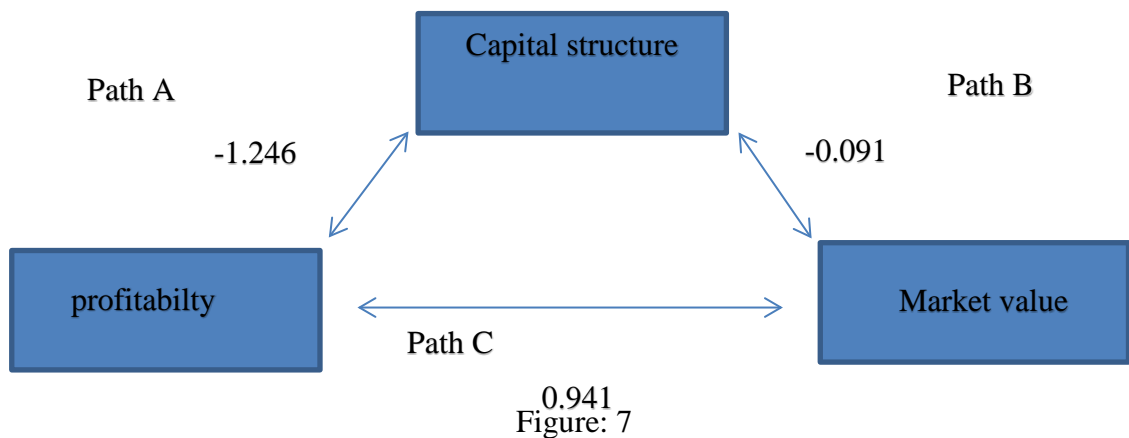 Capital structure
Path A
Path B
-1.246
-0.091
profitabilty
Market value
Path C
0.941
Figure: 7